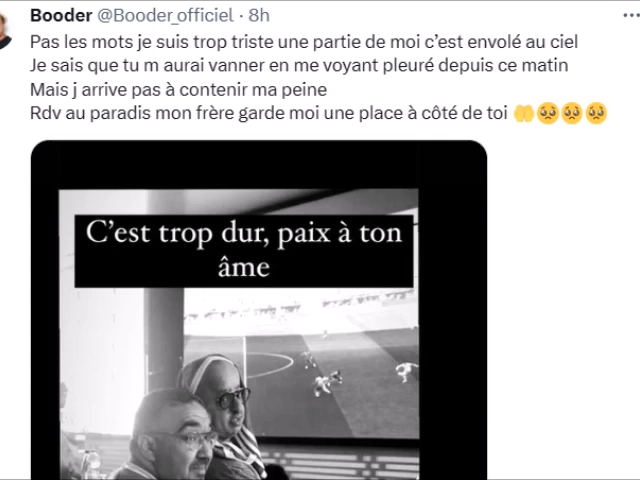 Booder @Booder_officiel · 8h
Pas les mots je suis trop triste une partie de moi c’est envolé au ciel
Je sais que tu m aurai vanner en me voyant pleuré depuis ce matin
Mais j arrive pas à contenir ma peine
Rdv au paradis mon frère garde moi une place à côté de toi 🤲🥺🥺🥺
C’est trop dur, paix à ton
âme